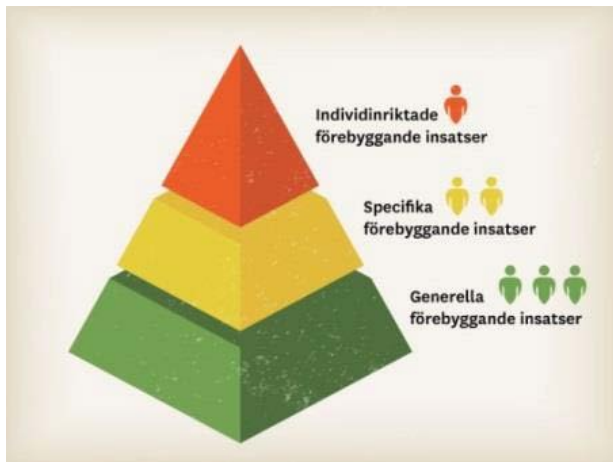 Individinriktade
förebyggande insatser
Specifika
förebyggande insatser
Generella
förebyggande insatser